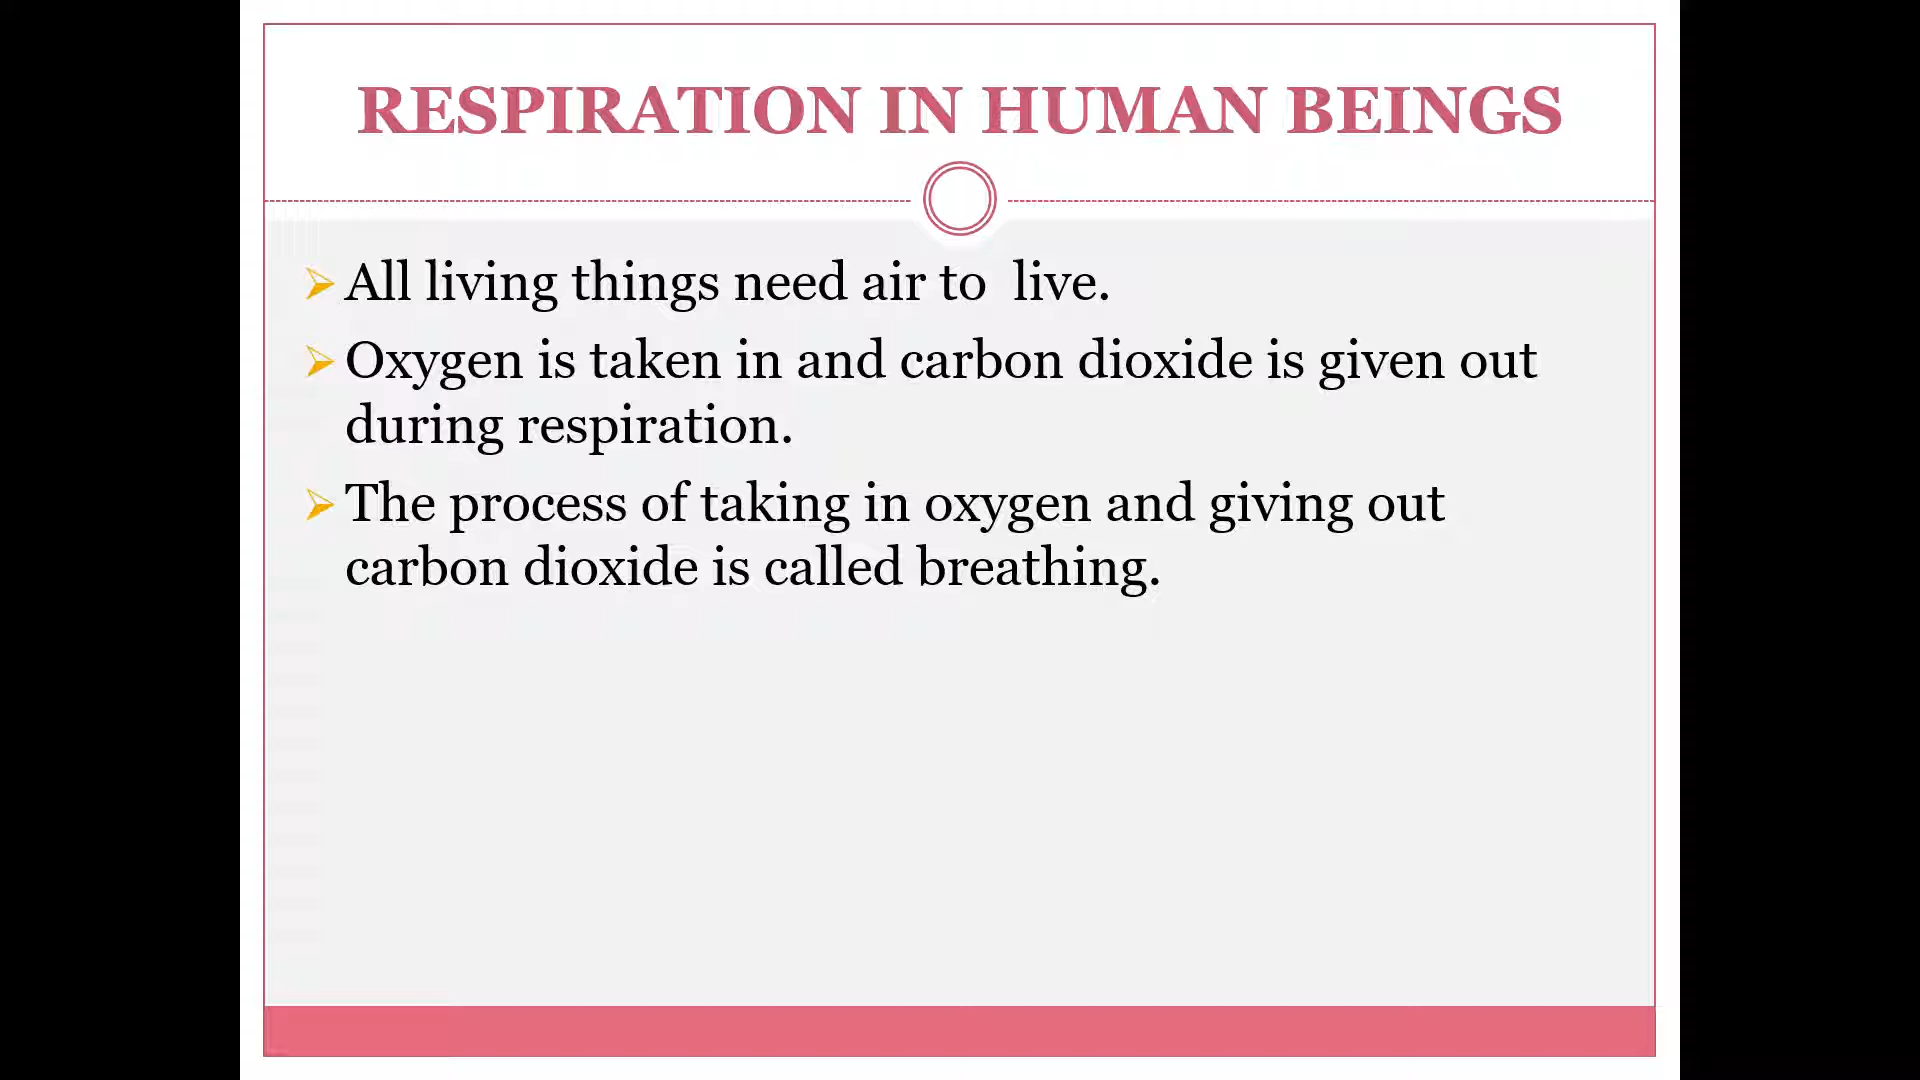 RESPIRATION IN HUMAN BEINGS
All living things need air to  live.
Oxygen is taken in and carbon dioxide is given out
during respiration.
The process of taking in oxygen and giving out
carbon dioxide is called breathing.